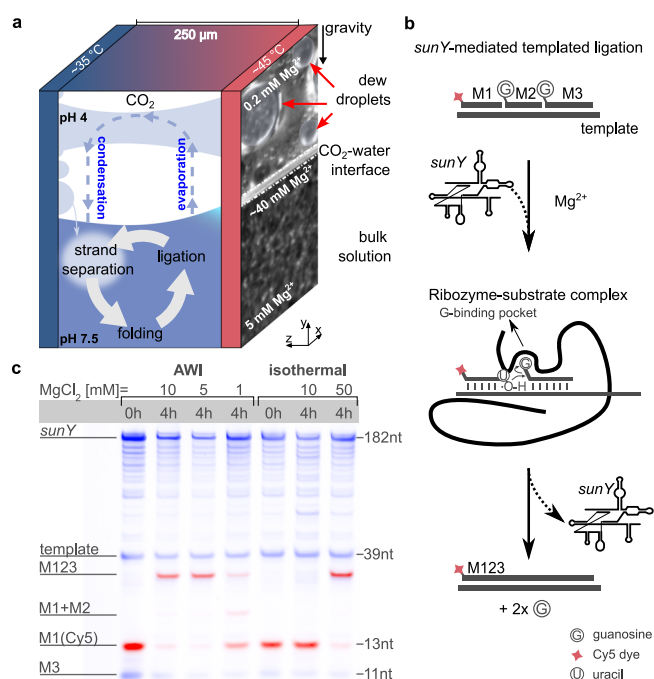 a
250 µm
gravity
~35 °C
~45 °C
CO2
pH 4
0.2 mM Mg2+
dew
droplets
condensation
evaporation
CO2-water
interface
~40 mM Mg2+
strand
separation
ligation
bulk
solution
folding
pH 7.5
5 mM Mg2+
y
z
x
b
sunY-mediated templated ligation
M1 G M2 G M3
template
sunY
Mg2+
Ribozyme-substrate complex
G-binding pocket
U G
-O-H
sunY
M123
+ 2x G
G guanosine
Cy5 dye
U uracil
c
AWI isothermal
MgCl2 [mM]= 10 5 1 10 50
0h 4h 4h 4h 0h 4h 4h
sunY 182nt
template 39nt
M123
M1+M2
M1(Cy5) 13nt
M3 11nt